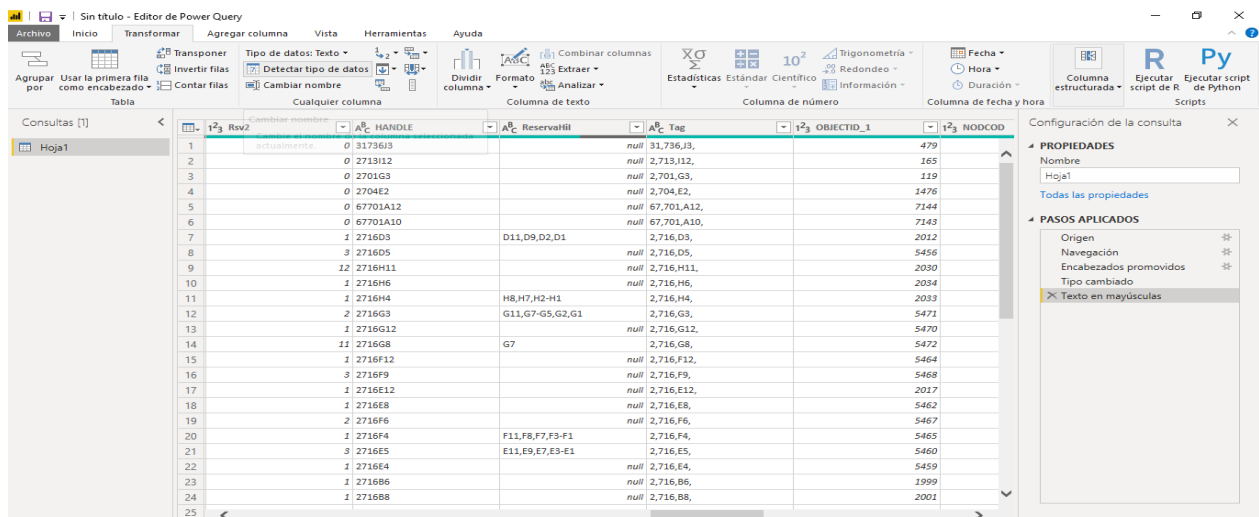 Sin título - Editor de Power Query
Archivo Inicio Transformar Agregar columna Vista Herramientas Ayuda
Transponer Tipo de datos: Texto Combinar columnas Trigonometría Fecha
Invertir filas Detectar tipo de datos ABC 123 Extraer 10² Redondeo Hora
Agrupar por Usar la primera fila como encabezado Contar filas Cambiar nombre Dividir columna Formato Analizar Estadísticas Estándar Científico Información Duración Columna estructurada Ejecutar script de R Ejecutar script de Python
Tabla Cualquier columna Columna de texto Columna de número Columna de fecha y hora Scripts
Consultas [1]
Hoja1
Cambiar nombre
Cambie el nombre de la columna seleccionada actualmente.
Rsv2 HANDLE ReservaHil Tag OBJECTID_1 NODCOD
1 0 31736J3 null 31,736,J3, 479
2 0 2713I12 null 2,713,I12, 165
3 0 2701G3 null 2,701,G3, 119
4 0 2704E2 null 2,704,E2, 1476
5 0 67701A12 null 67,701,A12, 7144
6 0 67701A10 null 67,701,A10, 7143
7 1 2716D3 D11,D9,D2,D1 2,716,D3, 2012
8 3 2716D5 null 2,716,D5, 5456
9 12 2716H11 null 2,716,H11, 2030
10 1 2716H6 null 2,716,H6, 2034
11 1 2716H4 H8,H7,H2-H1 2,716,H4, 2033
12 2 2716G3 G11,G7-G5,G2,G1 2,716,G3, 5471
13 1 2716G12 null 2,716,G12, 5470
14 11 2716G8 G7 2,716,G8, 5472
15 1 2716F12 null 2,716,F12, 5464
16 3 2716F9 null 2,716,F9, 5468
17 1 2716E12 null 2,716,E12, 2017
18 1 2716E8 null 2,716,E8, 5462
19 2 2716F6 null 2,716,F6, 5467
20 1 2716F4 F11,F8,F7,F3-F1 2,716,F4, 5465
21 3 2716E5 E11,E9,E7,E3-E1 2,716,E5, 5460
22 1 2716E4 null 2,716,E4, 5459
23 1 2716B6 null 2,716,B6, 1999
24 1 2716B8 null 2,716,B8, 2001
25
Configuración de la consulta
PROPIEDADES
Nombre
Hoja1
Todas las propiedades
PASOS APLICADOS
Origen
Navegación
Encabezados promovidos
Tipo cambiado
Texto en mayúsculas